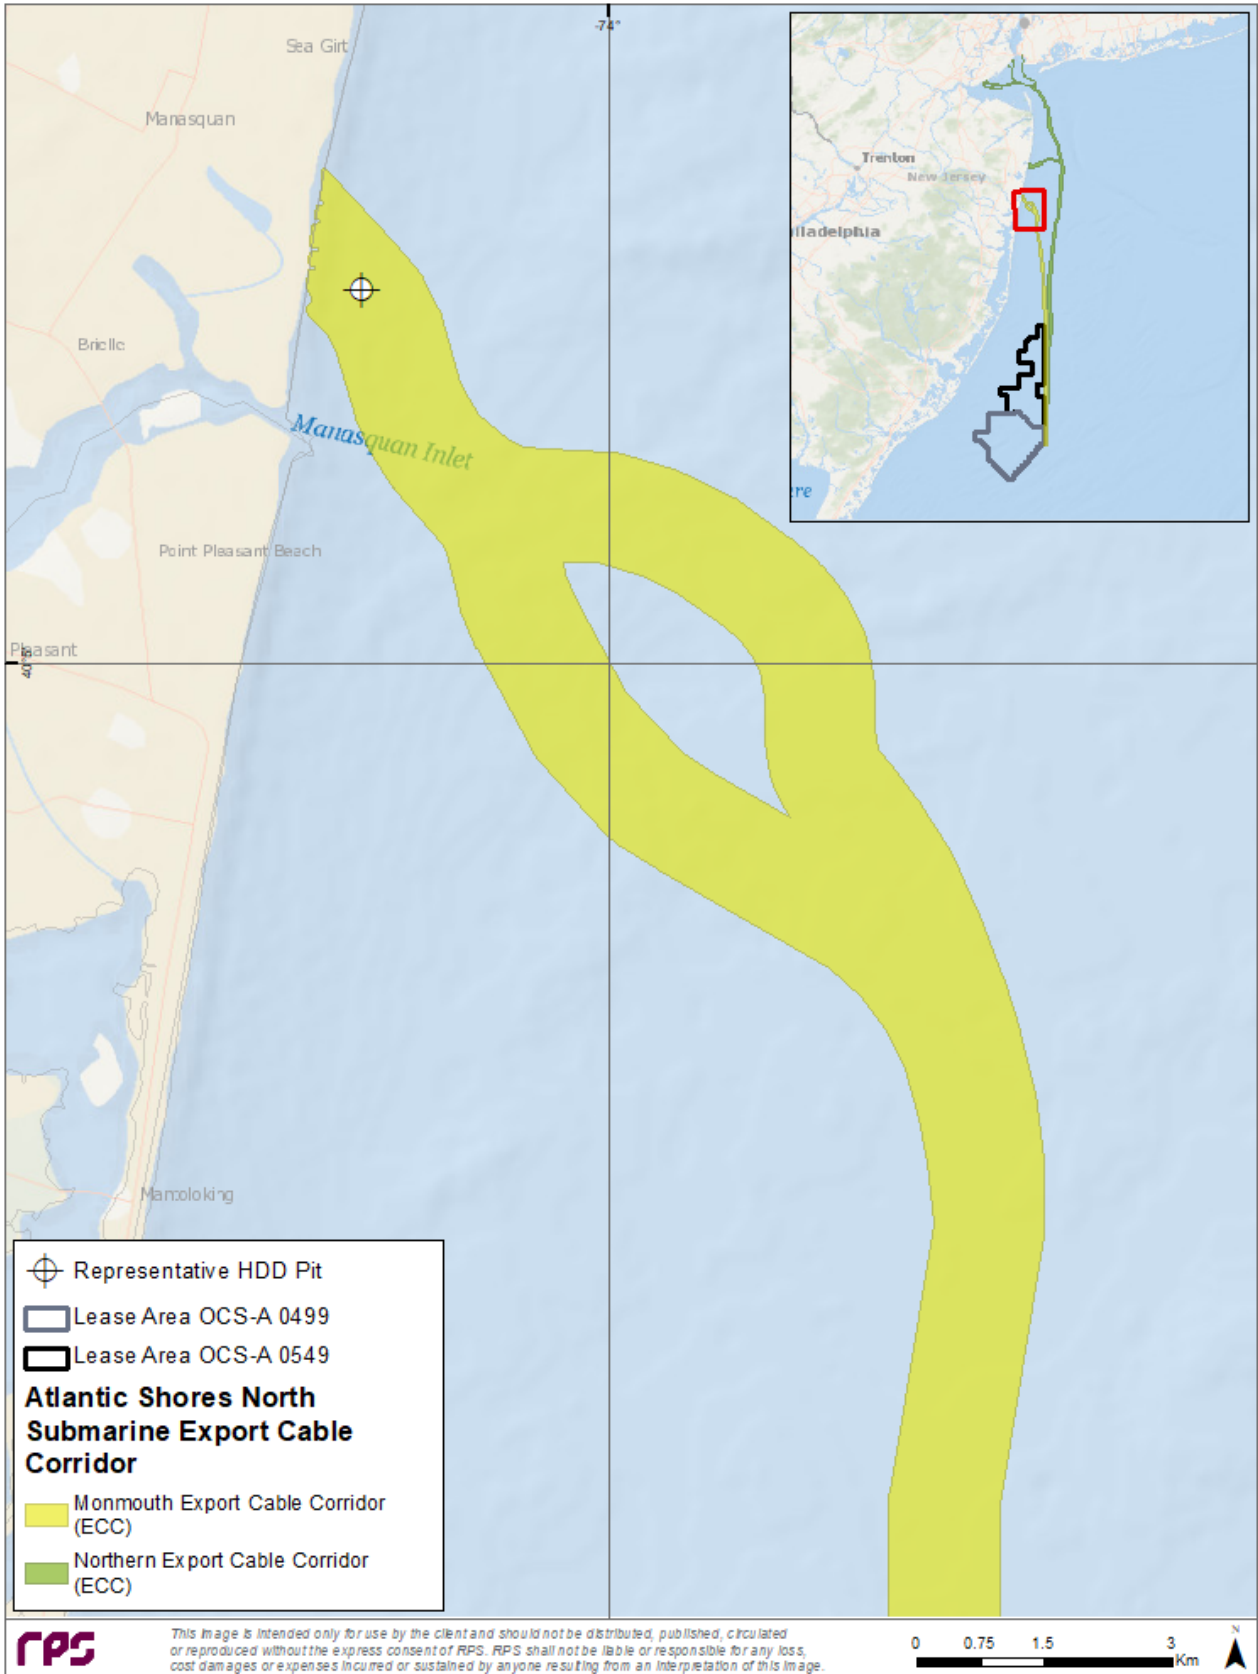 Sea Girt
-74°
Manasquan
Trenton
New Jersey
iladelphia
ere
Brielle
Manasquan Inlet
Point Pleasant Beach
Pleasant
40°5'
Mantoloking
Representative HDD Pit
Lease Area OCS-A 0499
Lease Area OCS-A 0549
Atlantic Shores North
Submarine Export Cable
Corridor
Monmouth Export Cable Corridor
(ECC)
Northern Export Cable Corridor
(ECC)
rps
This image is intended only for use by the client and should not be distributed, published, circulated
or reproduced without the express consent of RPS. RPS shall not be liable or responsible for any loss,
cost damages or expenses incurred or sustained by anyone resulting from an interpretation of this image.
0 0.75 1.5 3
Km
N